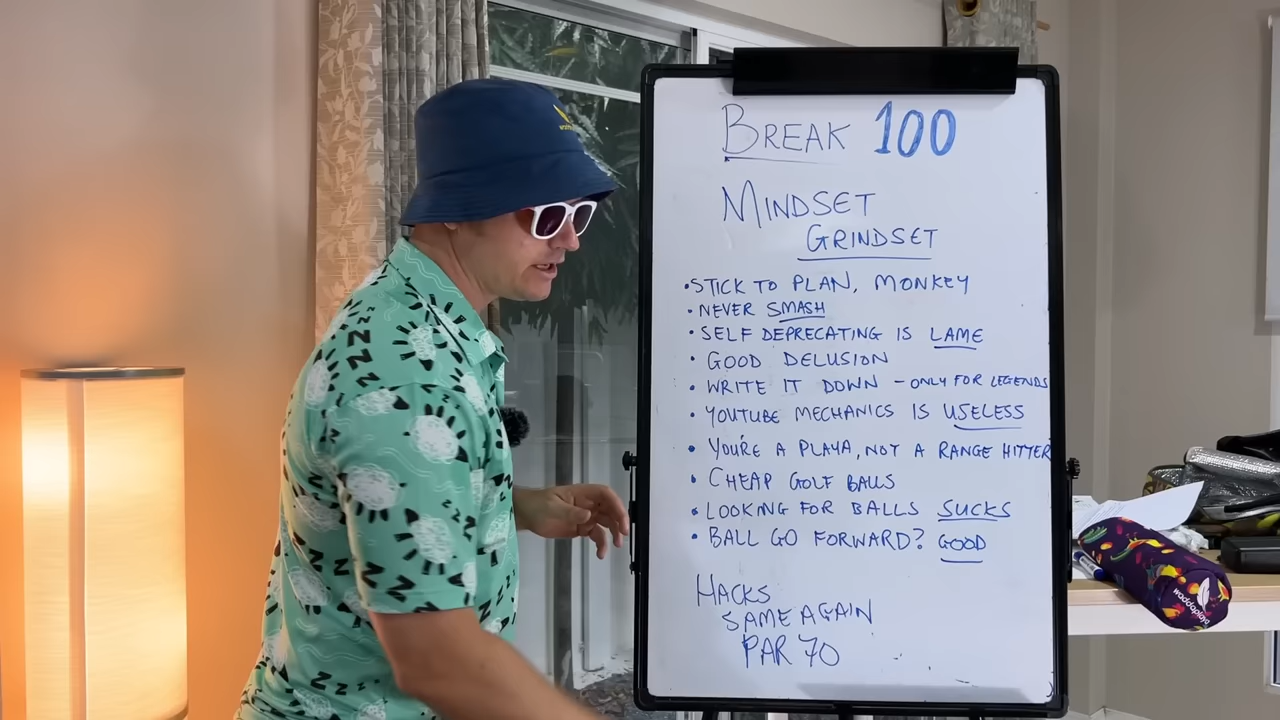 BREAK 100
MINDSET
GRINDSET
• STICK TO PLAN, MONKEY
• NEVER SMASH
• SELF DEPRECATING IS LAME
• GOOD DELUSION
• WRITE IT DOWN - ONLY FOR LEGENDS
• YOUTUBE MECHANICS IS USELESS
• YOU'RE A PLAYA, NOT A RANGE HITTER
• CHEAP GOLF BALLS
• LOOKING FOR BALLS SUCKS
• BALL GO FORWARD? GOOD
HACKS
SAME AGAIN
PAR 70
waddaplaya